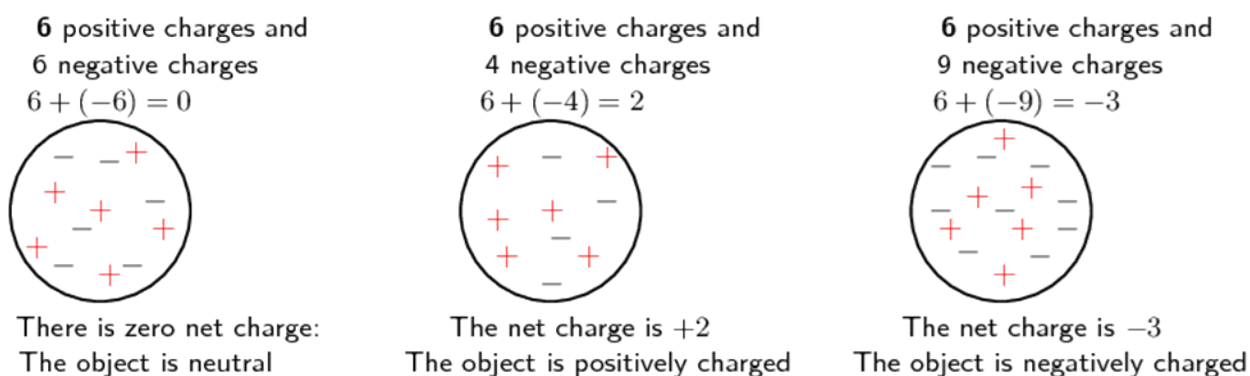 6 positive charges and
6 negative charges
6 + (−6) = 0
There is zero net charge:
The object is neutral
6 positive charges and
4 negative charges
6 + (−4) = 2
The net charge is +2
The object is positively charged
6 positive charges and
9 negative charges
6 + (−9) = −3
The net charge is −3
The object is negatively charged